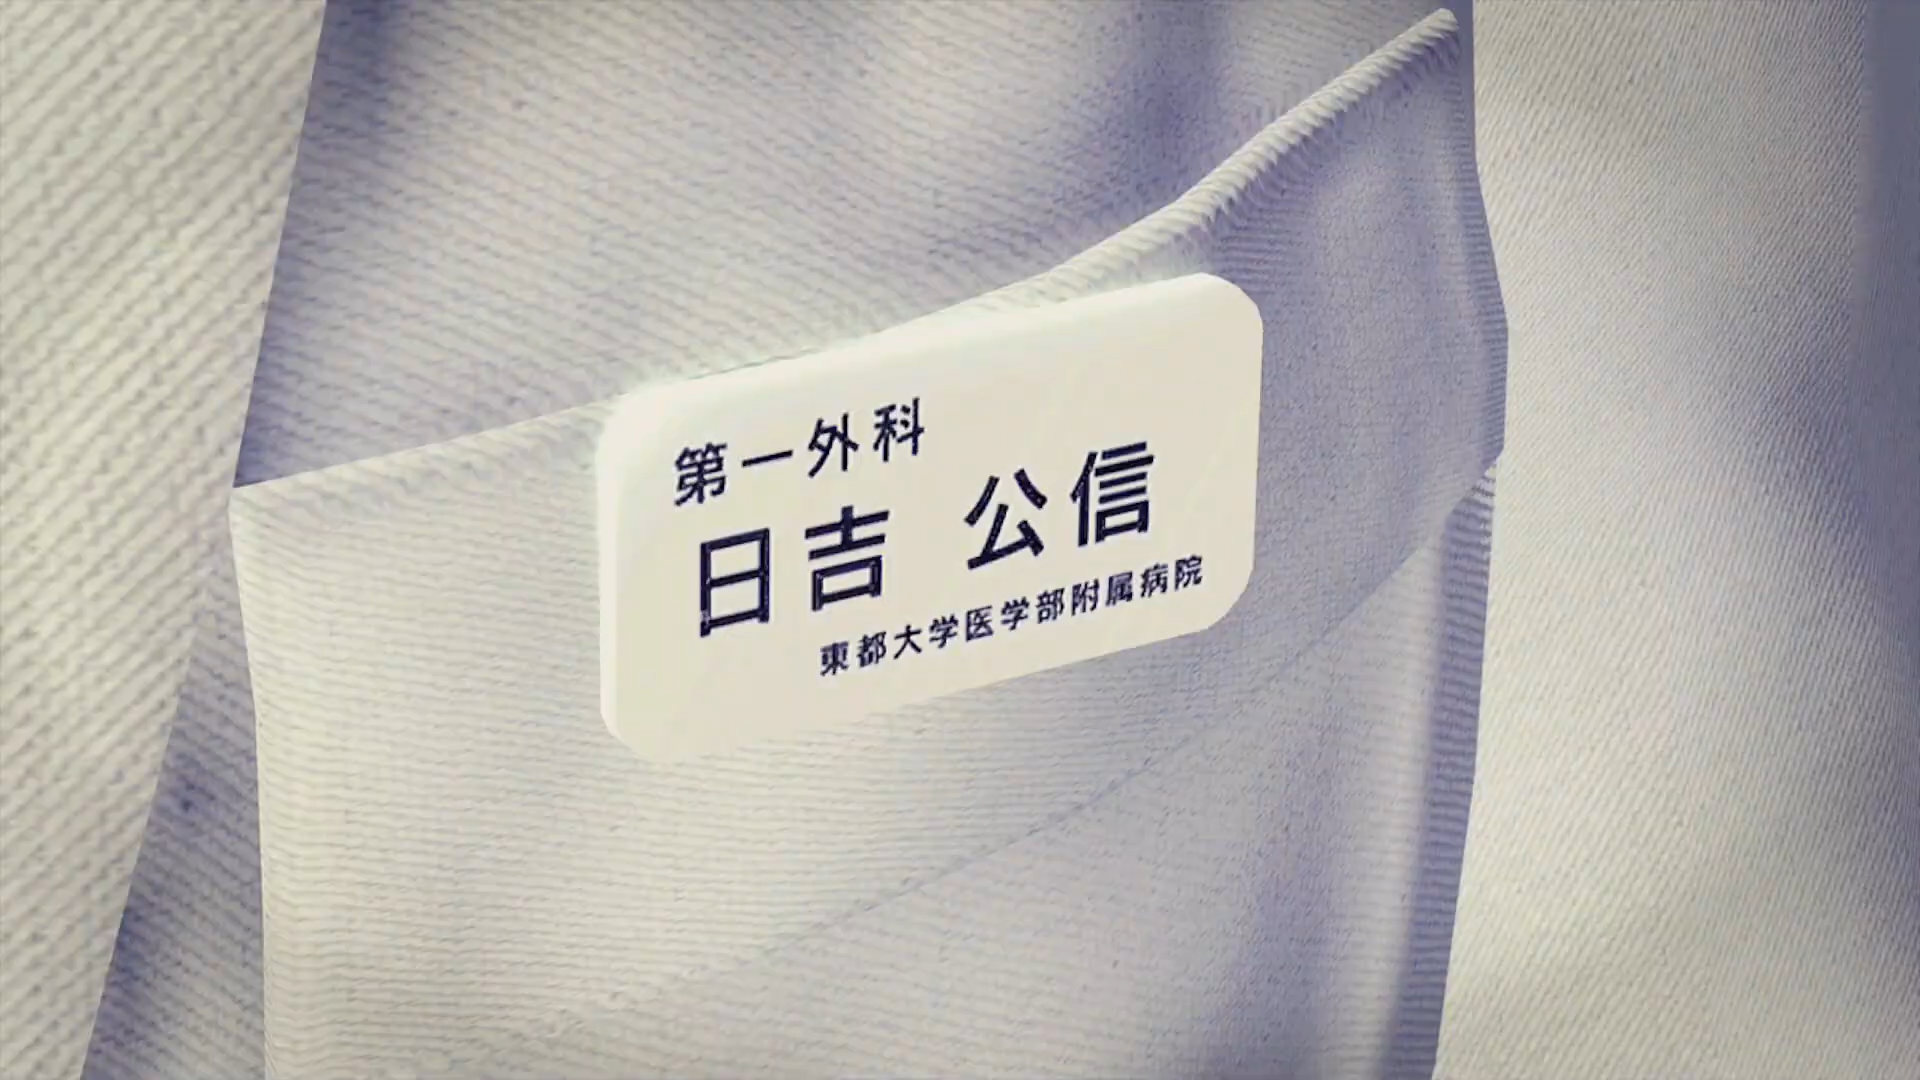 第一外科
日吉 公信
東都大学医学部附属病院